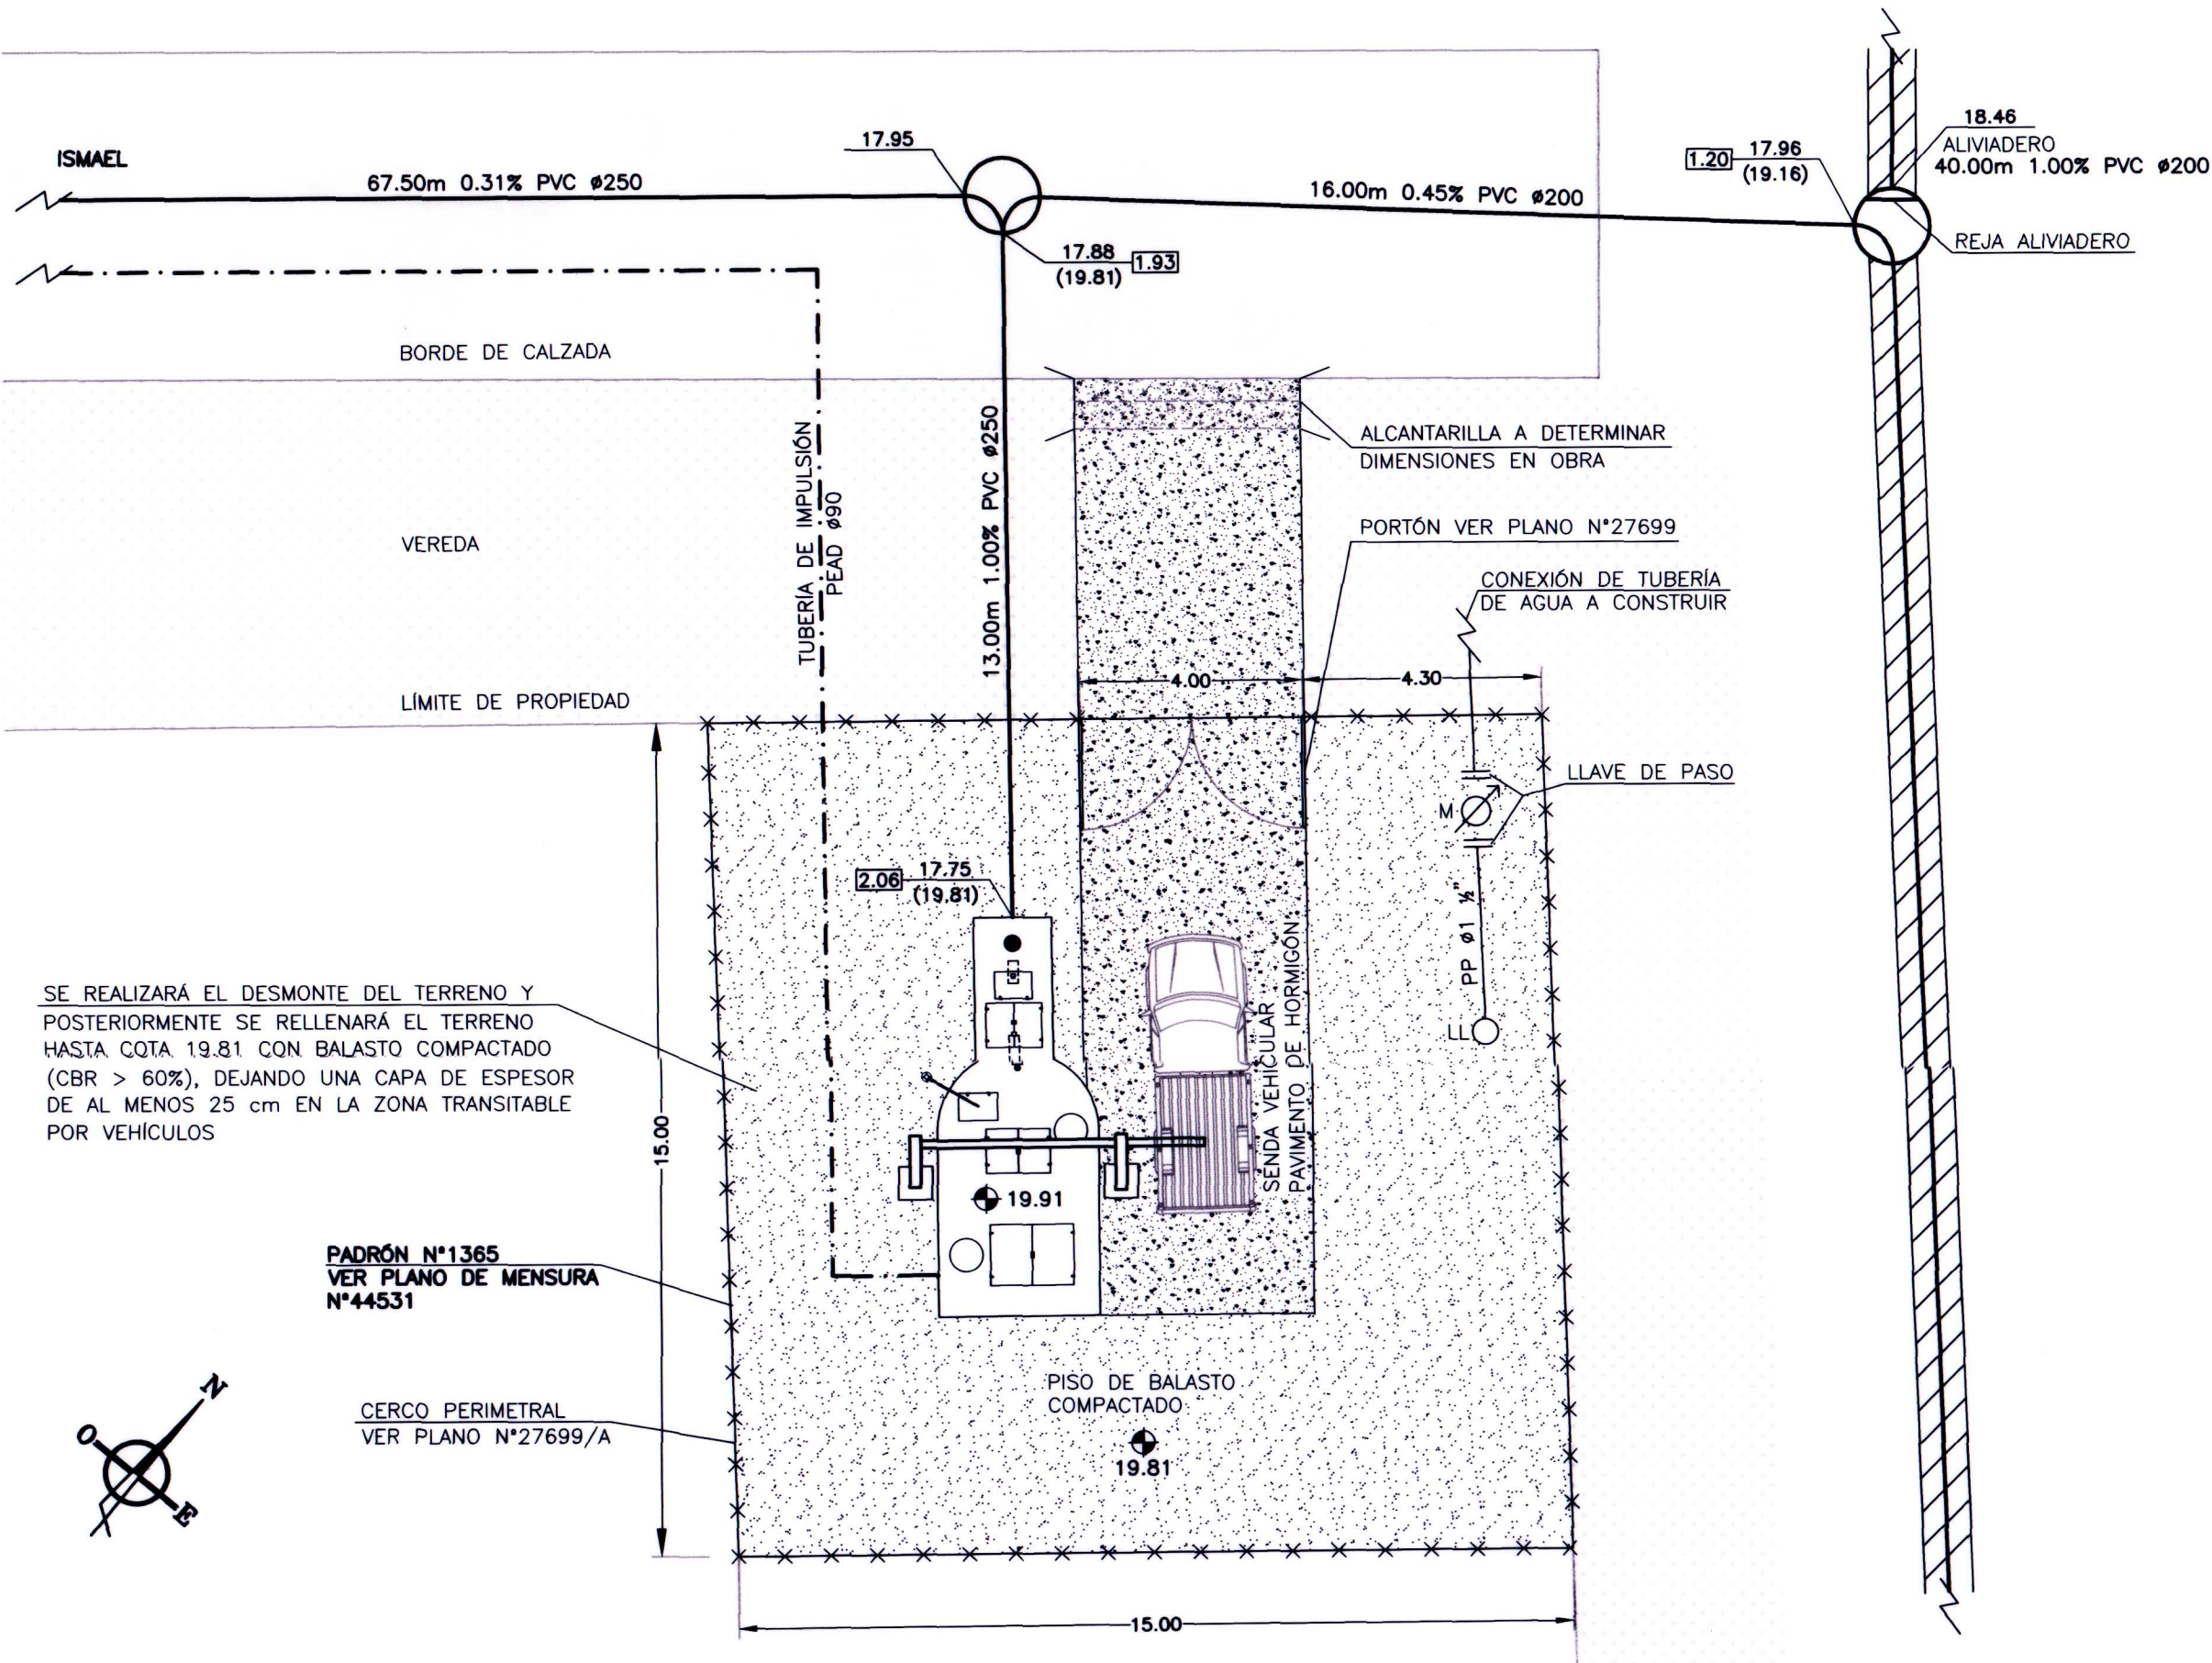 ISMAEL
67.50m 0.31% PVC ø250
17.95
16.00m 0.45% PVC ø200
1.20
17.96
(19.16)
18.46
ALIVIADERO
40.00m 1.00% PVC ø200
REJA ALIVIADERO
17.88
(19.81)
1.93
BORDE DE CALZADA
VEREDA
LÍMITE DE PROPIEDAD
TUBERÍA DE IMPULSIÓN
PEAD ø90
13.00m 1.00% PVC ø250
ALCANTARILLA A DETERMINAR
DIMENSIONES EN OBRA
PORTÓN VER PLANO N°27699
CONEXIÓN DE TUBERÍA
DE AGUA A CONSTRUIR
4.00
4.30
LLAVE DE PASO
M
PP ø1 ½"
LL
2.06
17.75
(19.81)
SE REALIZARÁ EL DESMONTE DEL TERRENO Y
POSTERIORMENTE SE RELLENARÁ EL TERRENO
HASTA COTA 19.81 CON BALASTO COMPACTADO
(CBR > 60%), DEJANDO UNA CAPA DE ESPESOR
DE AL MENOS 25 cm EN LA ZONA TRANSITABLE
POR VEHÍCULOS
15.00
SENDA VEHICULAR
PAVIMENTO DE HORMIGÓN
19.91
PADRÓN N°1365
VER PLANO DE MENSURA
N°44531
CERCO PERIMETRAL
VER PLANO N°27699/A
PISO DE BALASTO
COMPACTADO
19.81
N
O
E
15.00